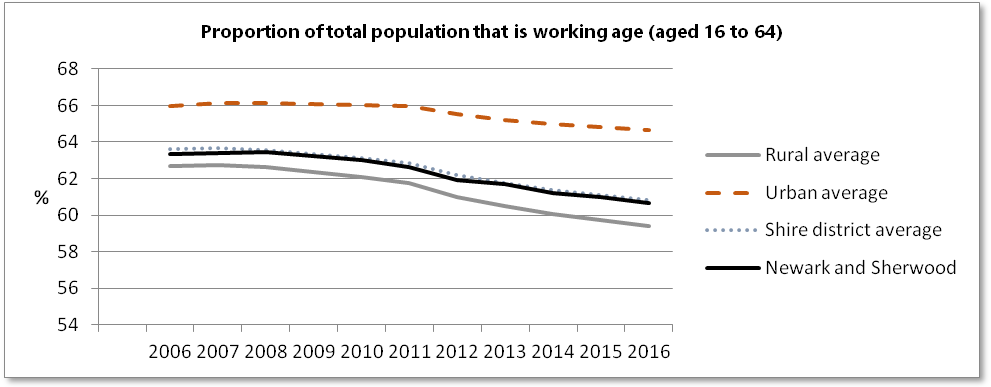 Proportion of total population that is working age (aged 16 to 64)
68
66
64
62
60
58
56
54
%
2006 2007 2008 2009 2010 2011 2012 2013 2014 2015 2016
Rural average
Urban average
Shire district average
Newark and Sherwood